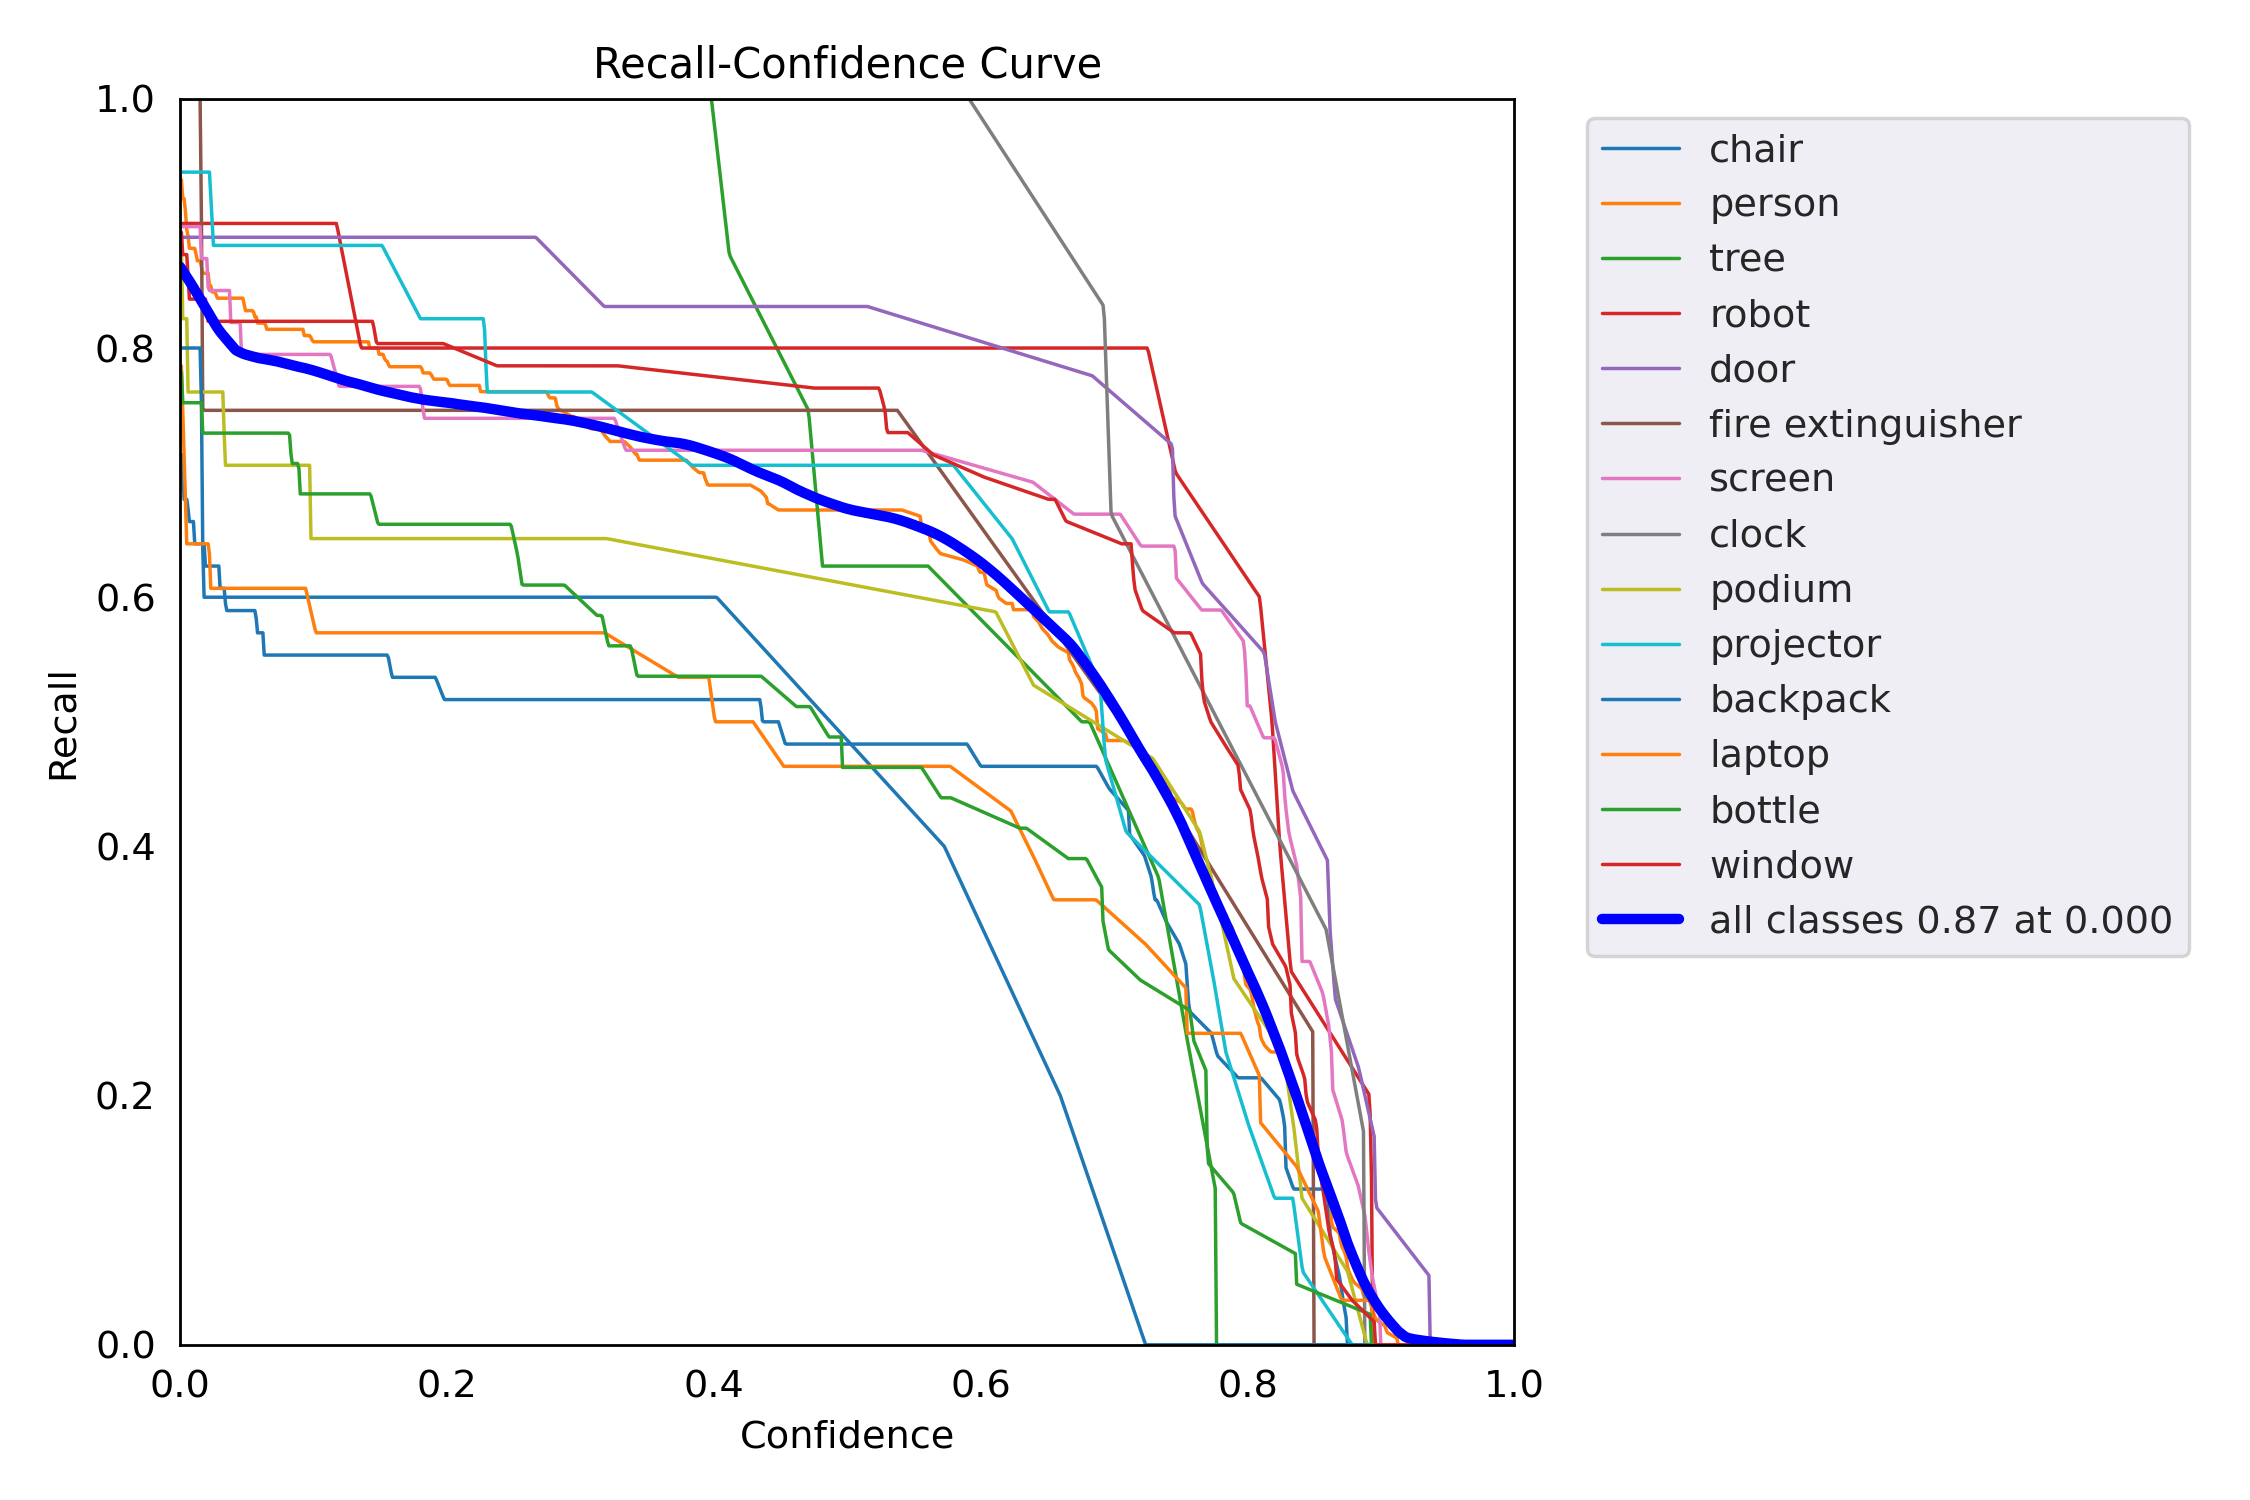 Recall-Confidence Curve
1.0
0.8
0.6
0.4
0.2
0.0
Recall
0.0 0.2 0.4 0.6 0.8 1.0
Confidence
chair
person
tree
robot
door
fire extinguisher
screen
clock
podium
projector
backpack
laptop
bottle
window
all classes 0.87 at 0.000